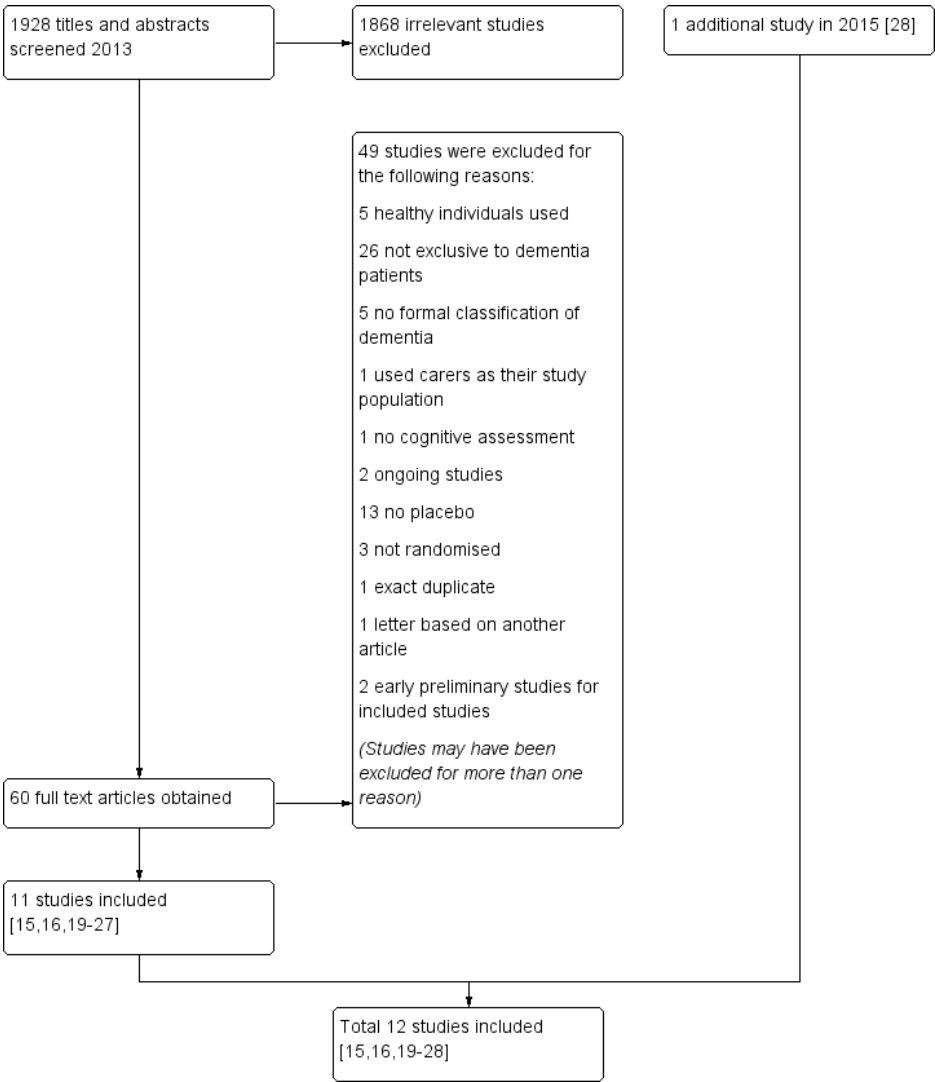 1928 titles and abstracts
screened 2013
1868 irrelevant studies
excluded
1 additional study in 2015 [28]
49 studies were excluded for
the following reasons:
5 healthy individuals used
26 not exclusive to dementia
patients
5 no formal classification of
dementia
1 used carers as their study
population
1 no cognitive assessment
2 ongoing studies
13 no placebo
3 not randomised
1 exact duplicate
1 letter based on another
article
2 early preliminary studies for
included studies
(Studies may have been
excluded for more than one
reason)
60 full text articles obtained
11 studies included
[15,16,19-27]
Total 12 studies included
[15,16,19-28]